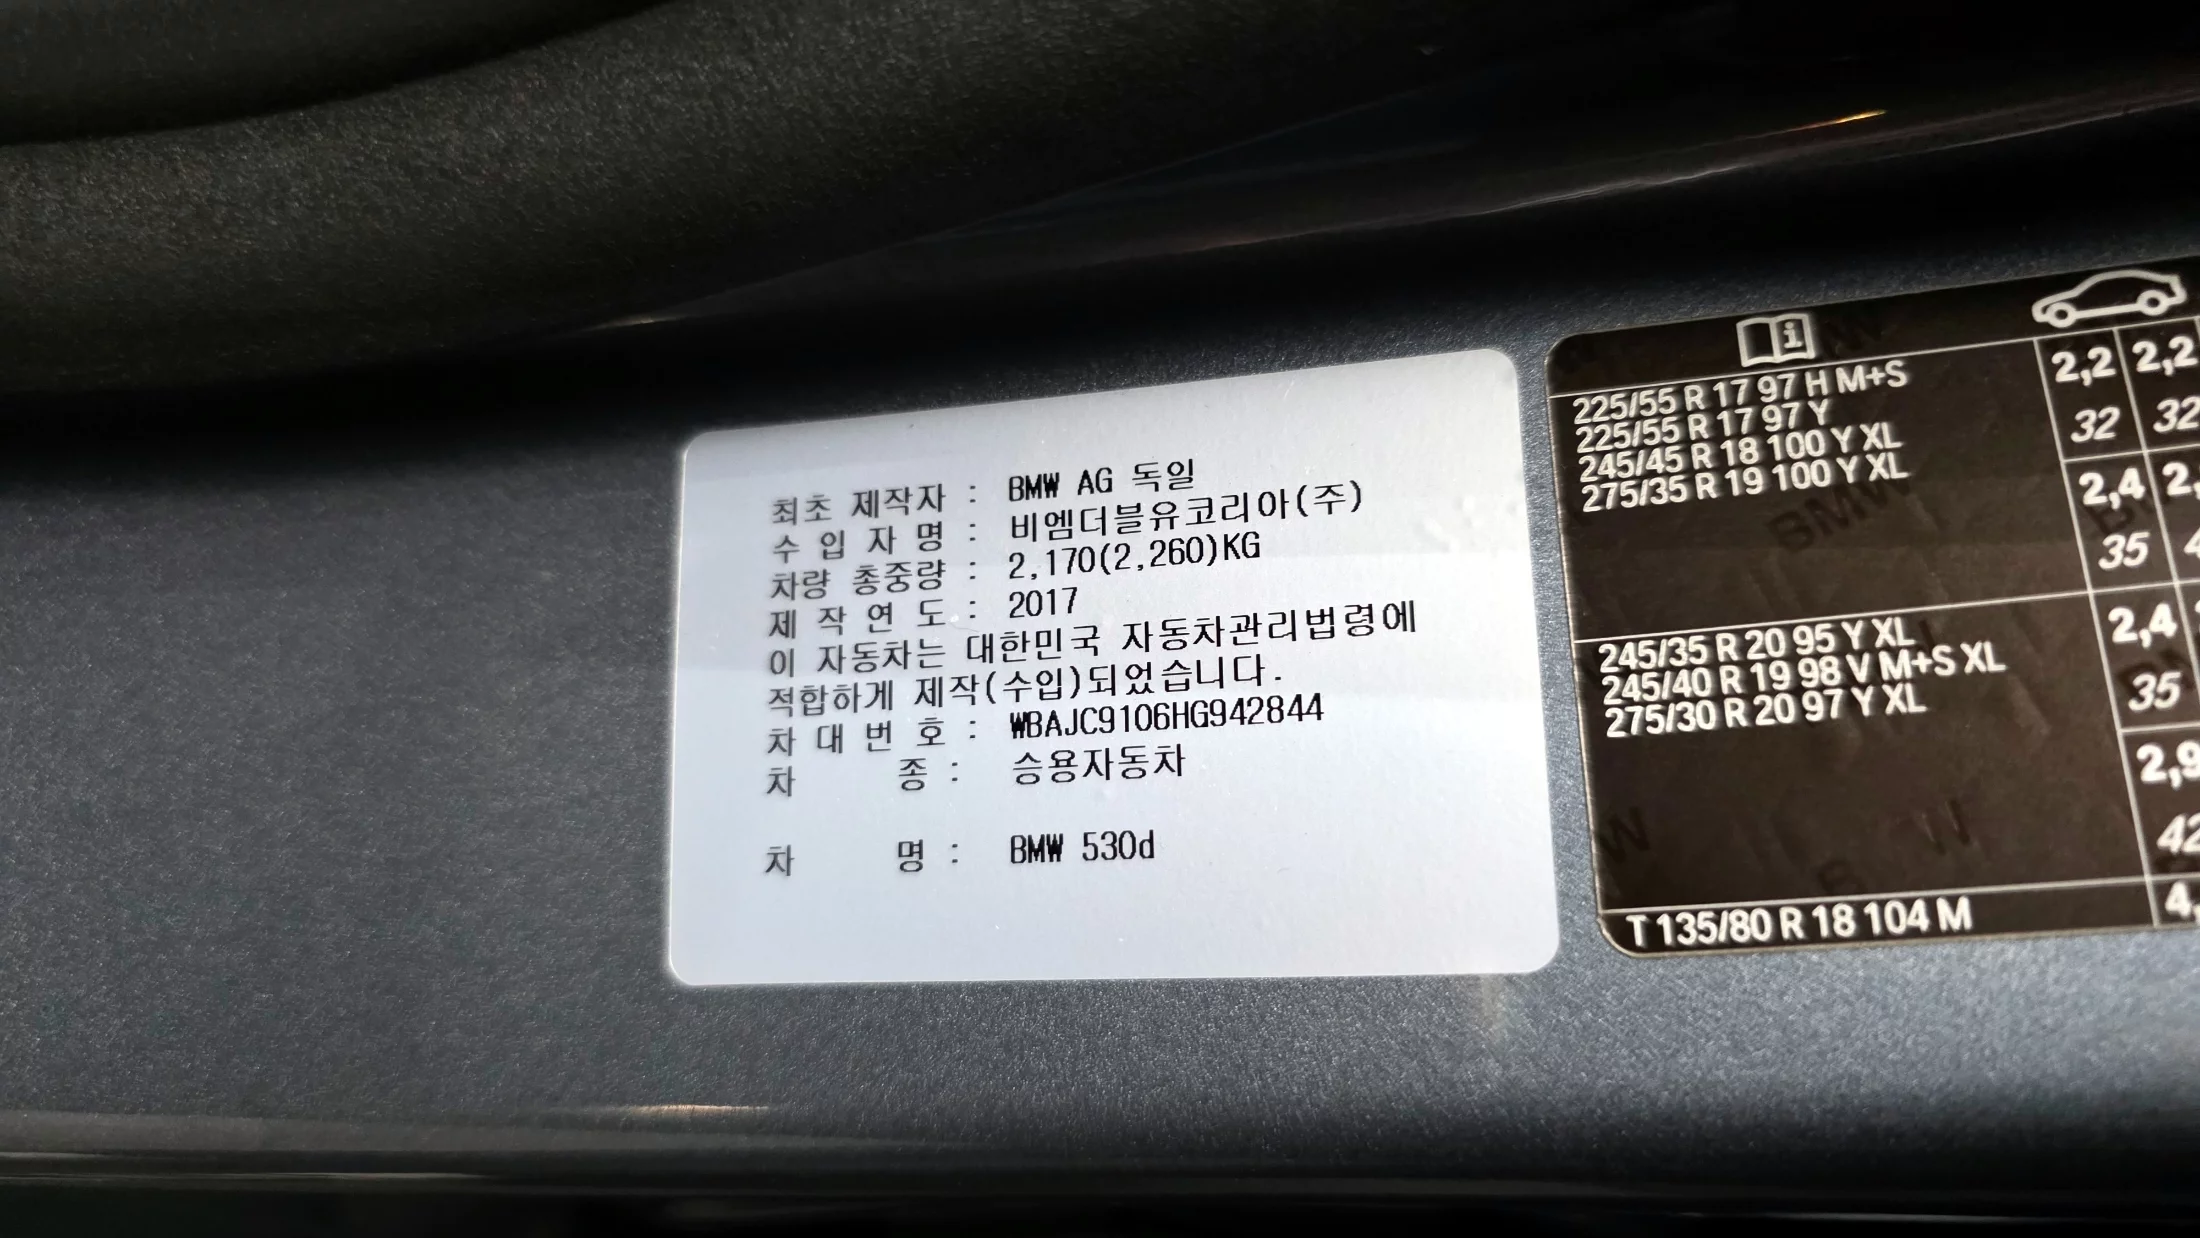 최초 제작자 : BMW AG 독일
수 입 자 명 : 비엠더블유코리아(주)
차량 총중량 : 2,170(2,260)KG
제 작 연 도 : 2017
이 자동차는 대한민국 자동차관리법령에
적합하게 제작(수입)되었습니다.
차 대 번 호 : WBAJC9106HG942844
차 종 : 승용자동차
차 명 : BMW 530d
i
225/55 R 17 97 H M+S
225/55 R 17 97 Y
245/45 R 18 100 Y XL
275/35 R 19 100 Y XL
2,2 2,2
32 32
2,4
35
245/35 R 20 95 Y XL
245/40 R 19 98 V M+S XL
275/30 R 20 97 Y XL
2,4
35
T 135/80 R 18 104 M